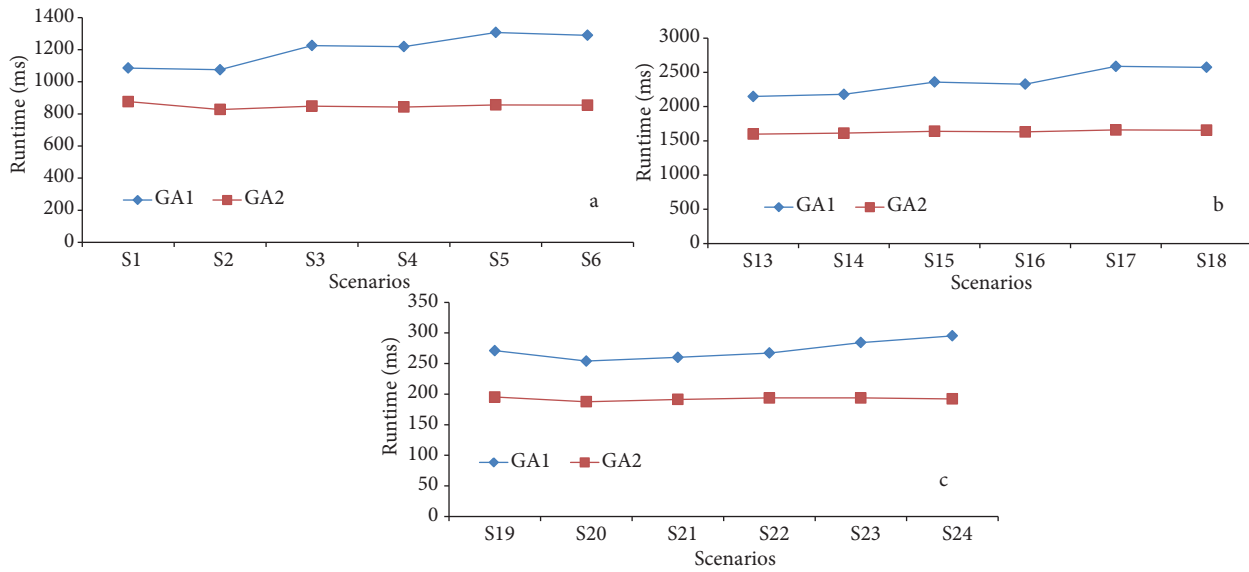 1400
1200
1000
800
600
400
200
0
Runtime (ms)
GA1
GA2
a
S1 S2 S3 S4 S5 S6
Scenarios
3000
2500
2000
1500
1000
500
0
Runtime (ms)
GA1
GA2
b
S13 S14 S15 S16 S17 S18
Scenarios
350
300
250
200
150
100
50
0
Runtime (ms)
GA1
GA2
c
S19 S20 S21 S22 S23 S24
Scenarios